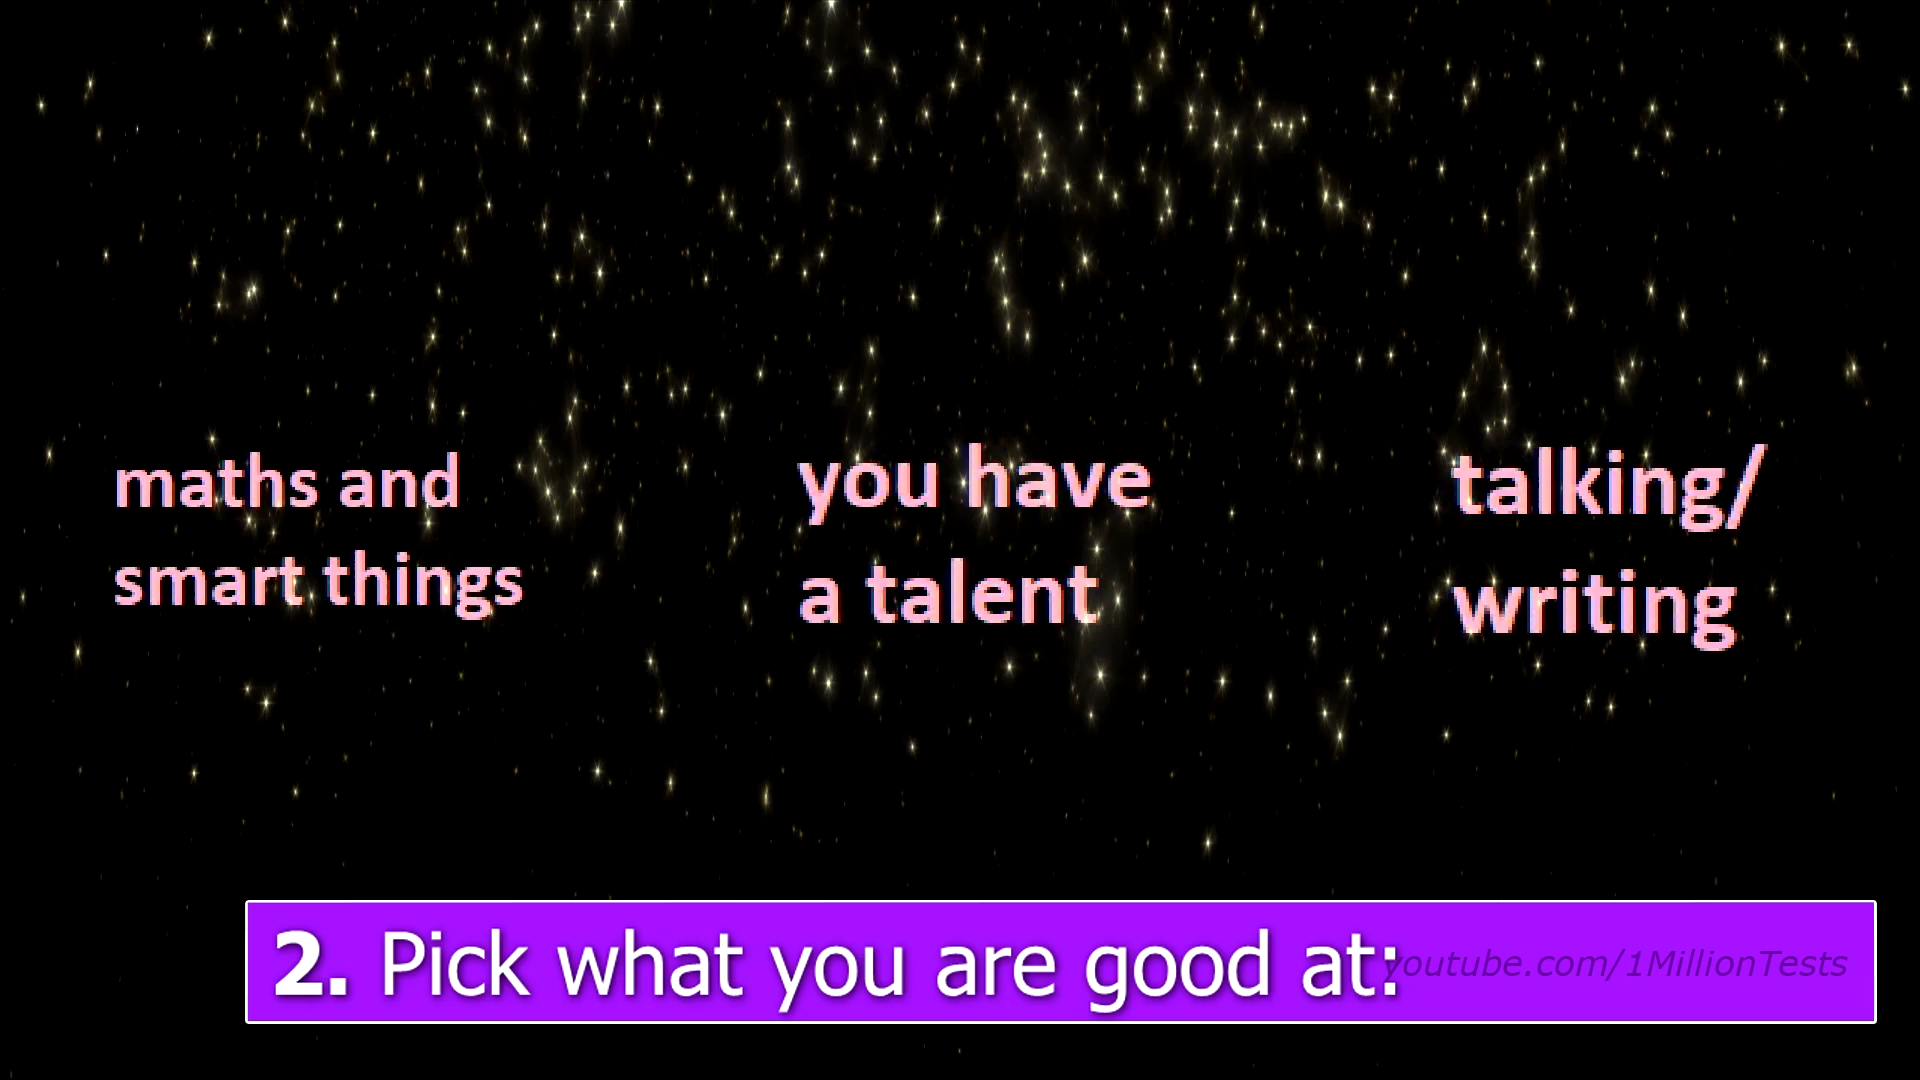 maths and
smart things
you have
a talent
talking/
writing
2. Pick what you are good at:
youtube.com/1MillionTests